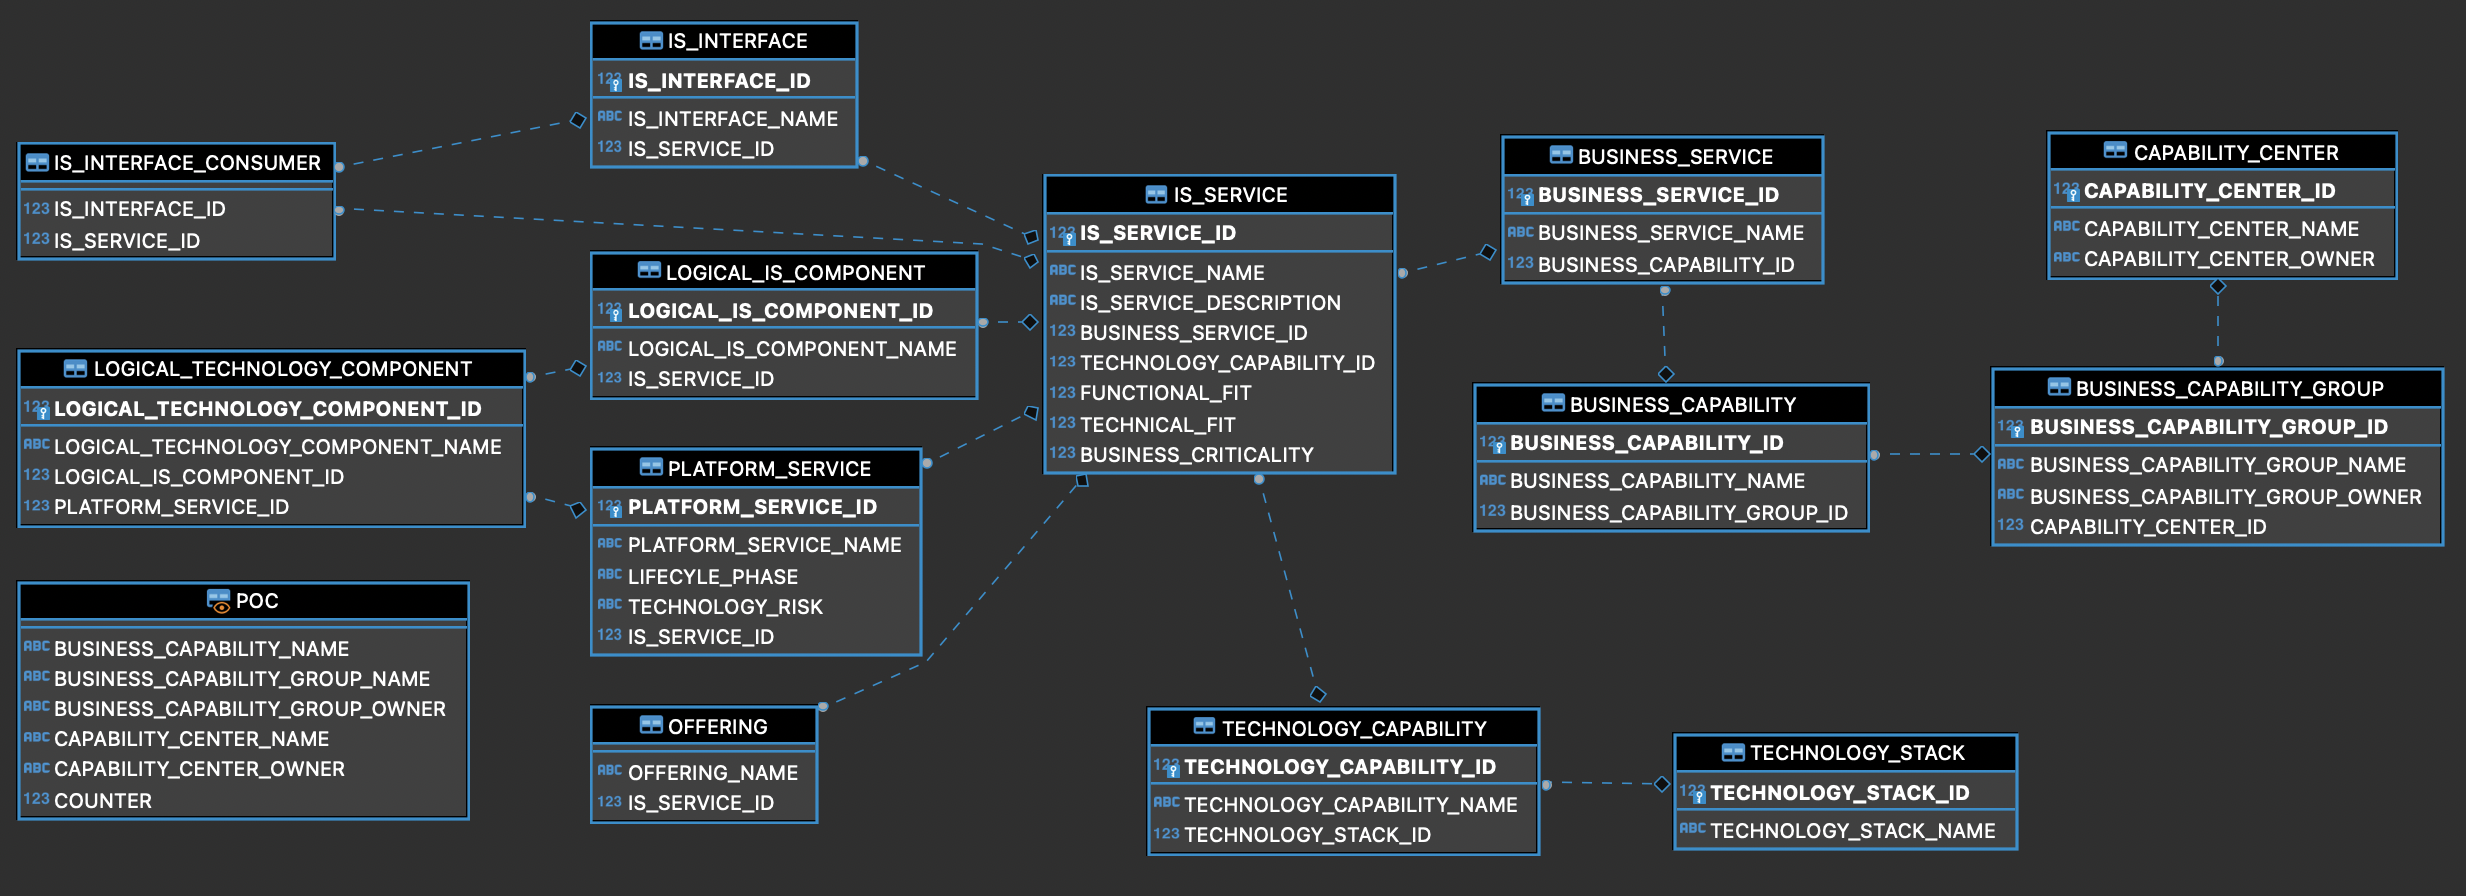 IS_INTERFACE
123 IS_INTERFACE_ID
ABC IS_INTERFACE_NAME
123 IS_SERVICE_ID
IS_INTERFACE_CONSUMER
123 IS_INTERFACE_ID
123 IS_SERVICE_ID
LOGICAL_IS_COMPONENT
123 LOGICAL_IS_COMPONENT_ID
ABC LOGICAL_IS_COMPONENT_NAME
123 IS_SERVICE_ID
LOGICAL_TECHNOLOGY_COMPONENT
123 LOGICAL_TECHNOLOGY_COMPONENT_ID
ABC LOGICAL_TECHNOLOGY_COMPONENT_NAME
123 LOGICAL_IS_COMPONENT_ID
123 PLATFORM_SERVICE_ID
PLATFORM_SERVICE
123 PLATFORM_SERVICE_ID
ABC PLATFORM_SERVICE_NAME
ABC LIFECYLE_PHASE
ABC TECHNOLOGY_RISK
123 IS_SERVICE_ID
POC
ABC BUSINESS_CAPABILITY_NAME
ABC BUSINESS_CAPABILITY_GROUP_NAME
ABC BUSINESS_CAPABILITY_GROUP_OWNER
ABC CAPABILITY_CENTER_NAME
ABC CAPABILITY_CENTER_OWNER
123 COUNTER
OFFERING
ABC OFFERING_NAME
123 IS_SERVICE_ID
IS_SERVICE
123 IS_SERVICE_ID
ABC IS_SERVICE_NAME
ABC IS_SERVICE_DESCRIPTION
123 BUSINESS_SERVICE_ID
123 TECHNOLOGY_CAPABILITY_ID
123 FUNCTIONAL_FIT
123 TECHNICAL_FIT
123 BUSINESS_CRITICALITY
BUSINESS_SERVICE
123 BUSINESS_SERVICE_ID
ABC BUSINESS_SERVICE_NAME
123 BUSINESS_CAPABILITY_ID
CAPABILITY_CENTER
123 CAPABILITY_CENTER_ID
ABC CAPABILITY_CENTER_NAME
ABC CAPABILITY_CENTER_OWNER
BUSINESS_CAPABILITY
123 BUSINESS_CAPABILITY_ID
ABC BUSINESS_CAPABILITY_NAME
123 BUSINESS_CAPABILITY_GROUP_ID
BUSINESS_CAPABILITY_GROUP
123 BUSINESS_CAPABILITY_GROUP_ID
ABC BUSINESS_CAPABILITY_GROUP_NAME
ABC BUSINESS_CAPABILITY_GROUP_OWNER
123 CAPABILITY_CENTER_ID
TECHNOLOGY_CAPABILITY
123 TECHNOLOGY_CAPABILITY_ID
ABC TECHNOLOGY_CAPABILITY_NAME
123 TECHNOLOGY_STACK_ID
TECHNOLOGY_STACK
123 TECHNOLOGY_STACK_ID
ABC TECHNOLOGY_STACK_NAME